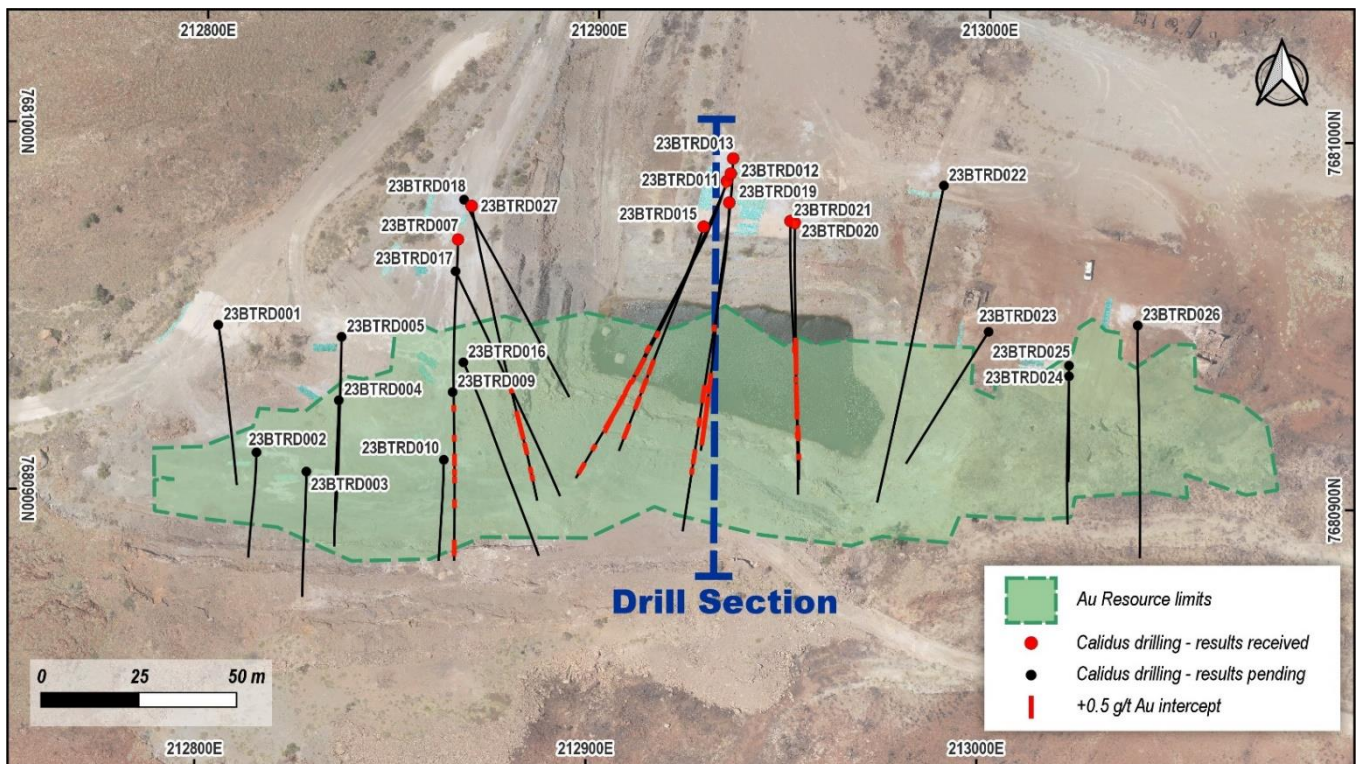 212800E
212900E
213000E
7681000N
7681000N
23BTRD013
23BTRD012
23BTRD011
23BTRD019
23BTRD022
23BTRD018
23BTRD027
23BTRD015
23BTRD021
23BTRD020
23BTRD007
23BTRD017
23BTRD001
23BTRD005
23BTRD023
23BTRD026
23BTRD016
23BTRD009
23BTRD025
23BTRD024
23BTRD004
23BTRD002
23BTRD010
23BTRD003
7680900N
7680900N
Drill Section
0 25 50 m
Au Resource limits
Calidus drilling - results received
Calidus drilling - results pending
+0.5 g/t Au intercept
212800E
212900E
213000E